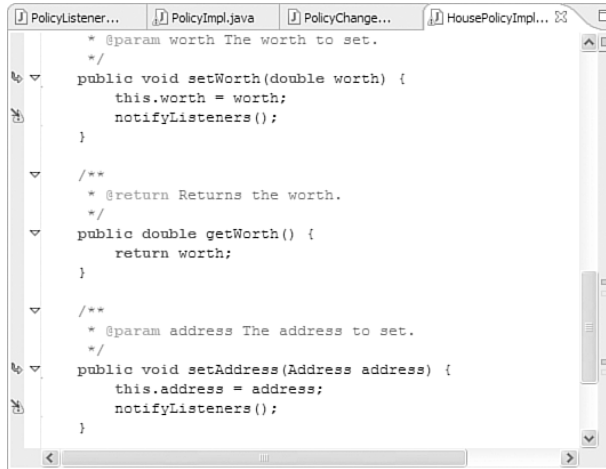 PolicyListener...
PolicyImpl.java
PolicyChange...
HousePolicyImpl...
* @param worth The worth to set.
*/
public void setWorth(double worth) {
this.worth = worth;
notifyListeners();
}
/**
* @return Returns the worth.
*/
public double getWorth() {
return worth;
}
/**
* @param address The address to set.
*/
public void setAddress(Address address) {
this.address = address;
notifyListeners();
}